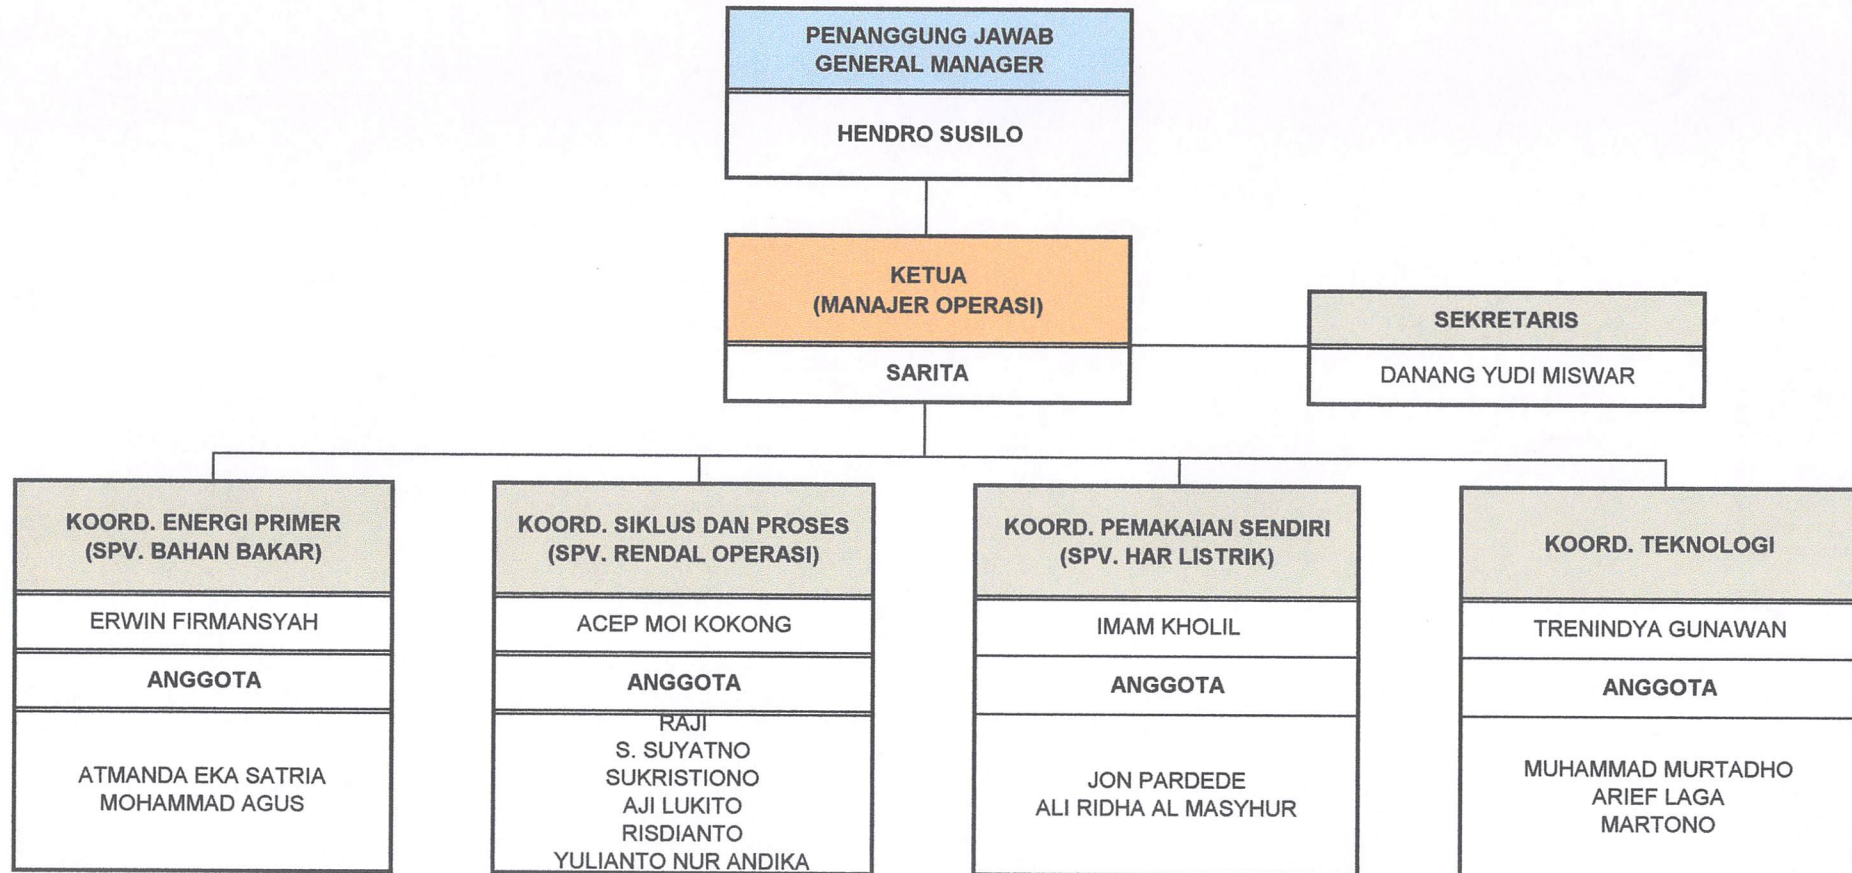 PENANGGUNG JAWAB
GENERAL MANAGER
HENDRO SUSILO
KETUA
(MANAJER OPERASI)
SARITA
SEKRETARIS
DANANG YUDI MISWAR
KOORD. ENERGI PRIMER
(SPV. BAHAN BAKAR)
ERWIN FIRMANSYAH
ANGGOTA
ATMANDA EKA SATRIA
MOHAMMAD AGUS
KOORD. SIKLUS DAN PROSES
(SPV. RENDAL OPERASI)
ACEP MOI KOKONG
ANGGOTA
RAJI
S. SUYATNO
SUKRISTIONO
AJI LUKITO
RISDIANTO
YULIANTO NUR ANDIKA
KOORD. PEMAKAIAN SENDIRI
(SPV. HAR LISTRIK)
IMAM KHOLIL
ANGGOTA
JON PARDEDE
ALI RIDHA AL MASYHUR
KOORD. TEKNOLOGI
TRENINDYA GUNAWAN
ANGGOTA
MUHAMMAD MURTADHO
ARIEF LAGA
MARTONO